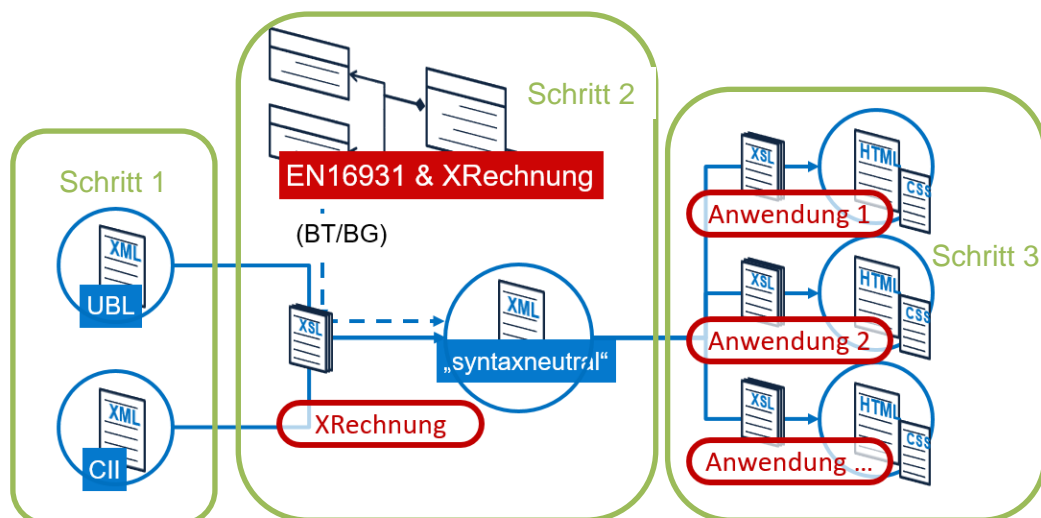 Schritt 1
XML
UBL
XML
CII
Schritt 2
EN16931 & XRechnung
(BT/BG)
XSL
XRechnung
XML
„syntaxneutral“
Schritt 3
XSL
HTML
CSS
Anwendung 1
XSL
HTML
CSS
Anwendung 2
XSL
HTML
CSS
Anwendung ...